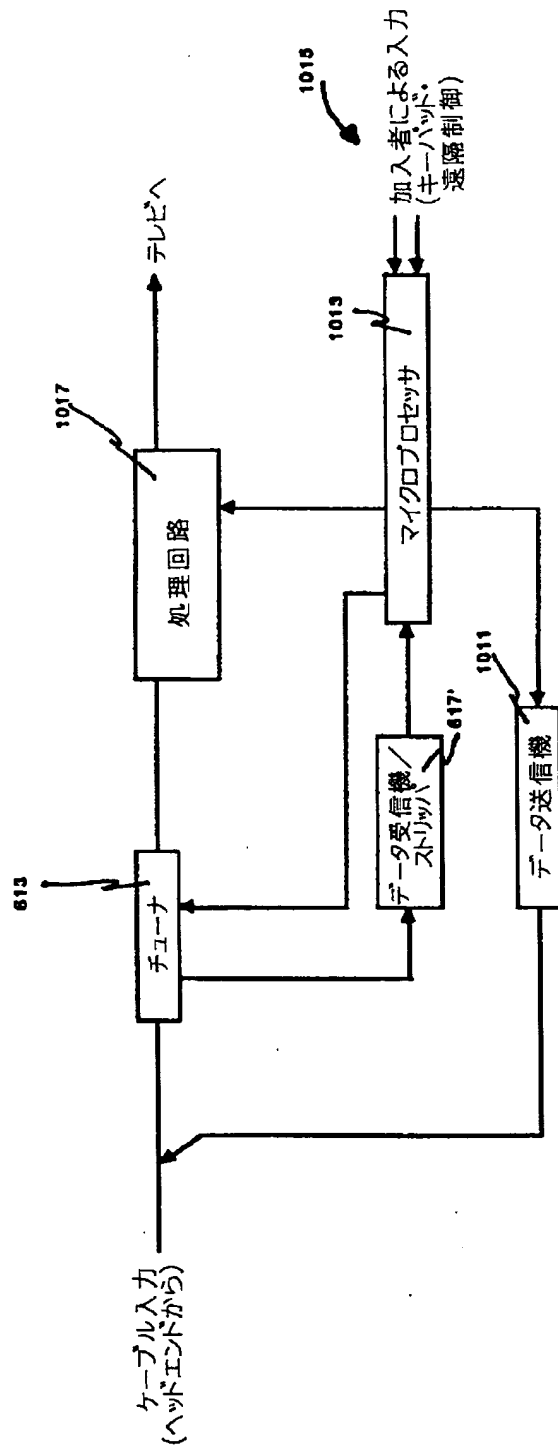 ケーブル入力
(ヘッドエンドから)
613
チューナ
1017
処理回路
テレビへ
データ受信機/
ストリッパ
617'
1013
マイクロプロセッサ
1015
加入者による入力
(キーパッド・
遠隔制御)
1011
データ送信機